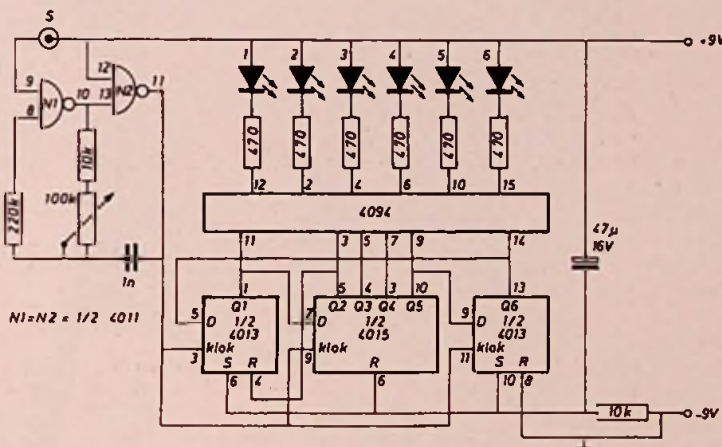 S
1 2 3 4 5 6
+9V
9 12 11
N1 10 N2
8 13
10k
470 470 470 470 470 470
220k
100k
12 2 4 6 10 15
4094
47µ
16V
1n
11 3 5 7 9 14
N1=N2 = 1/2 4011
1 5 4 3 10 13
Q1 Q2 Q3 Q4 Q5 Q6
5 D 1/2 4013
7 D 1/2 4015
9 D 1/2 4013
klok klok klok
3 9 11
S R R S R
6 4 6 10 8
10k
-9V